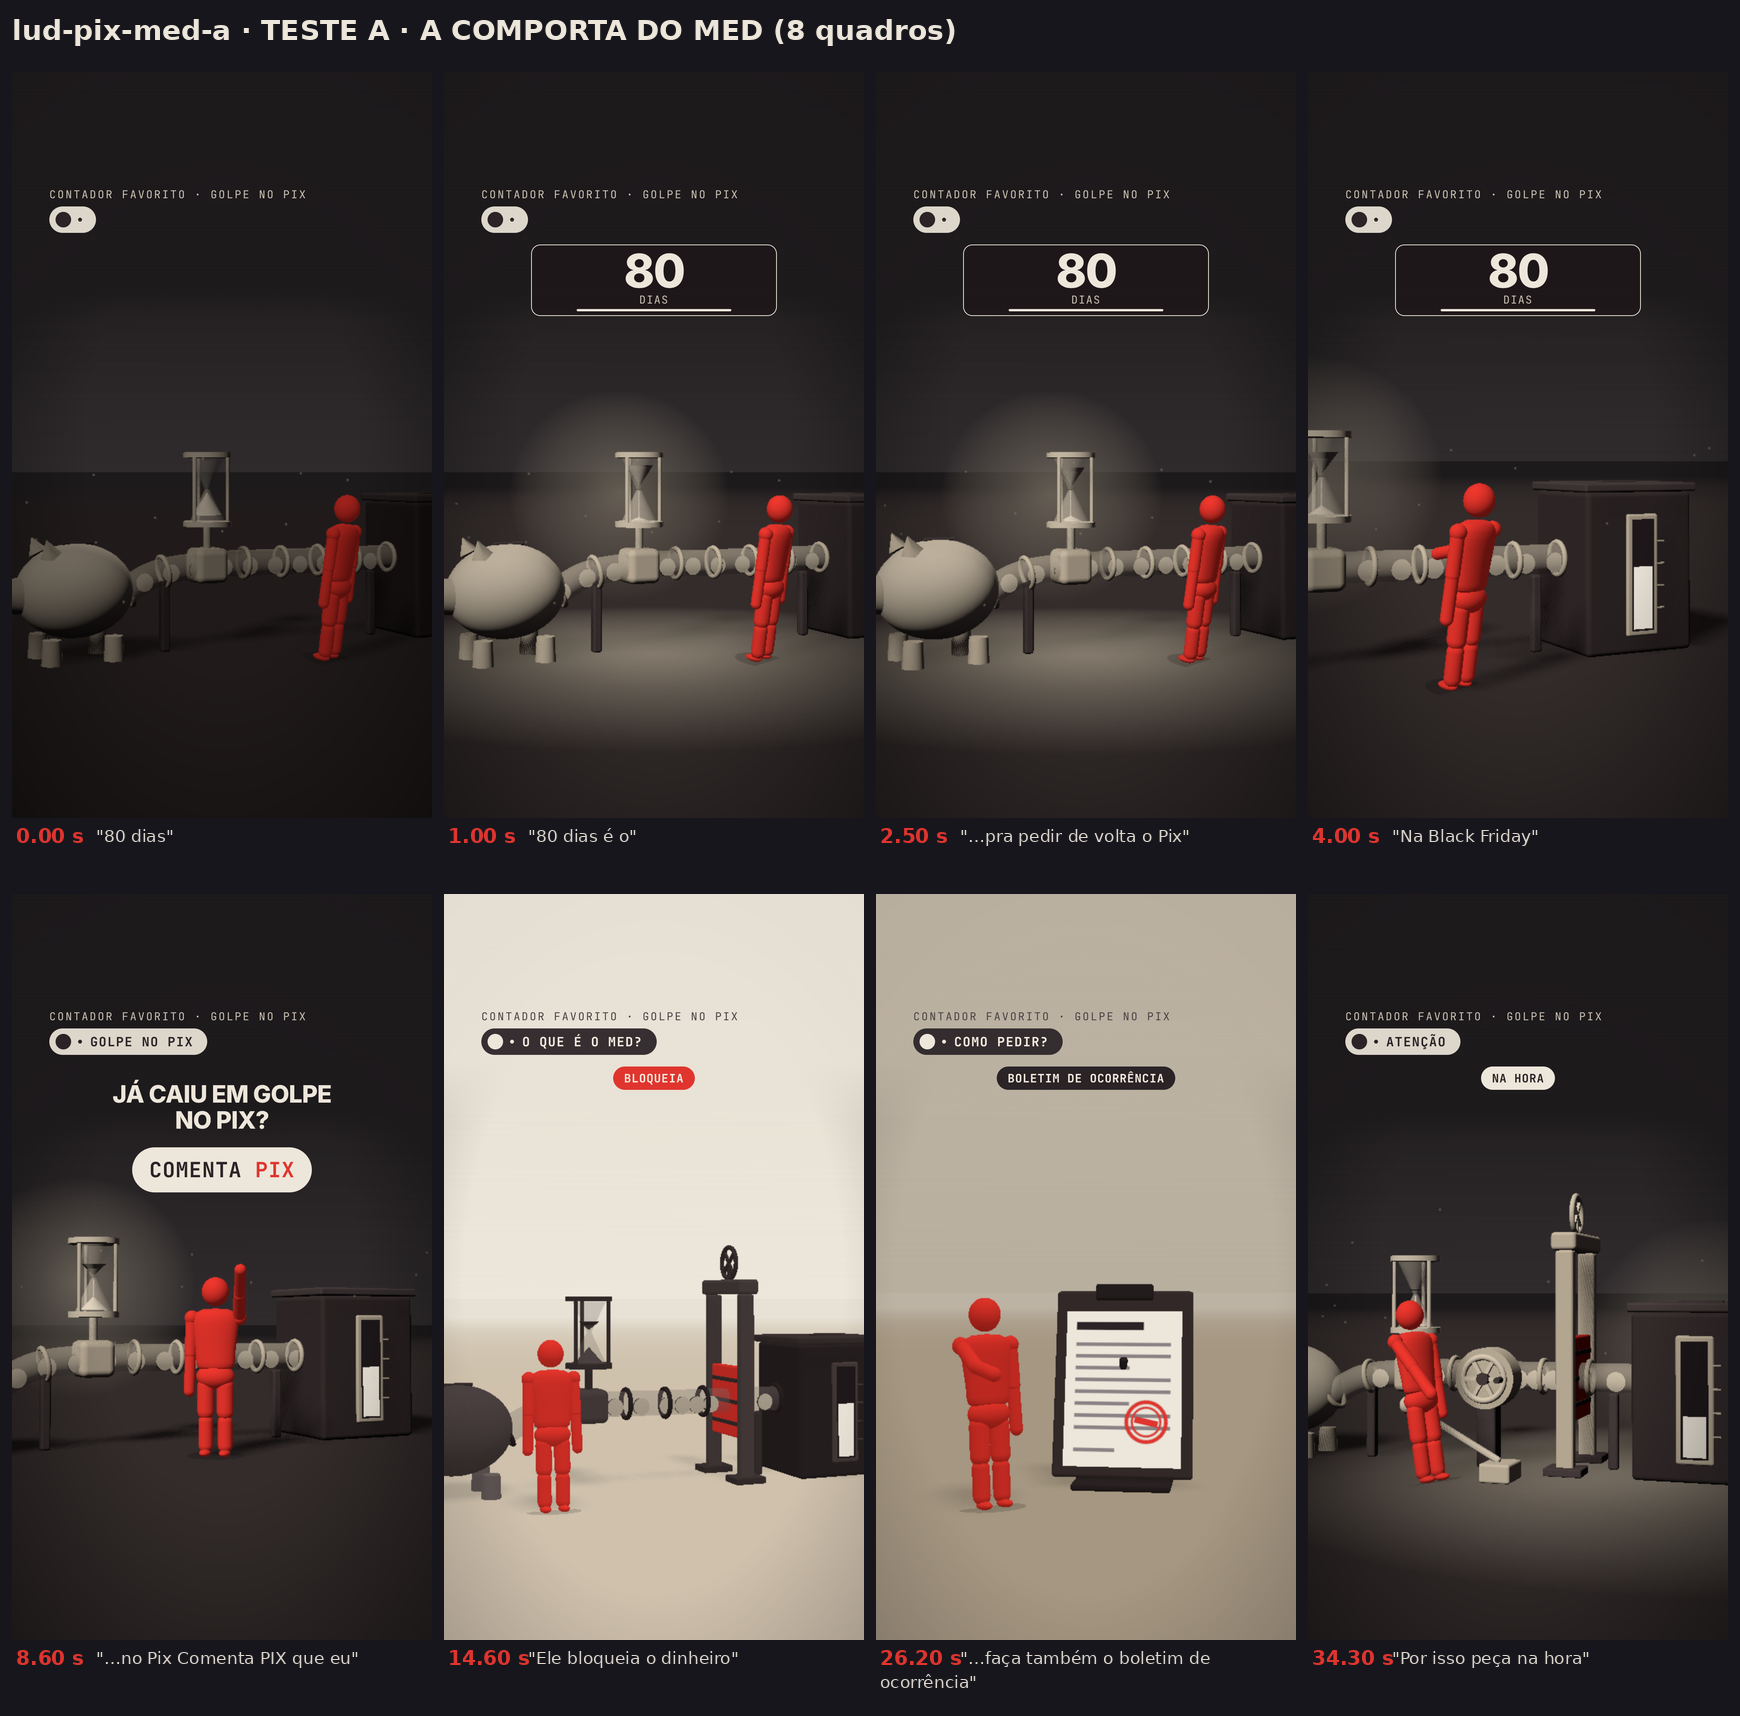 lud-pix-med-a · TESTE A · A COMPORTA DO MED (8 quadros)
CONTADOR FAVORITO · GOLPE NO PIX
0.00 s "80 dias"
CONTADOR FAVORITO · GOLPE NO PIX
80
DIAS
1.00 s "80 dias é o"
CONTADOR FAVORITO · GOLPE NO PIX
80
DIAS
2.50 s "...pra pedir de volta o Pix"
CONTADOR FAVORITO · GOLPE NO PIX
80
DIAS
4.00 s "Na Black Friday"
CONTADOR FAVORITO · GOLPE NO PIX
• GOLPE NO PIX
JÁ CAIU EM GOLPE
NO PIX?
COMENTA PIX
8.60 s "...no Pix Comenta PIX que eu"
CONTADOR FAVORITO · GOLPE NO PIX
• O QUE É O MED?
BLOQUEIA
14.60 s "Ele bloqueia o dinheiro"
CONTADOR FAVORITO · GOLPE NO PIX
• COMO PEDIR?
BOLETIM DE OCORRÊNCIA
26.20 s "...faça também o boletim de
ocorrência"
CONTADOR FAVORITO · GOLPE NO PIX
• ATENÇÃO
NA HORA
34.30 s "Por isso peça na hora"